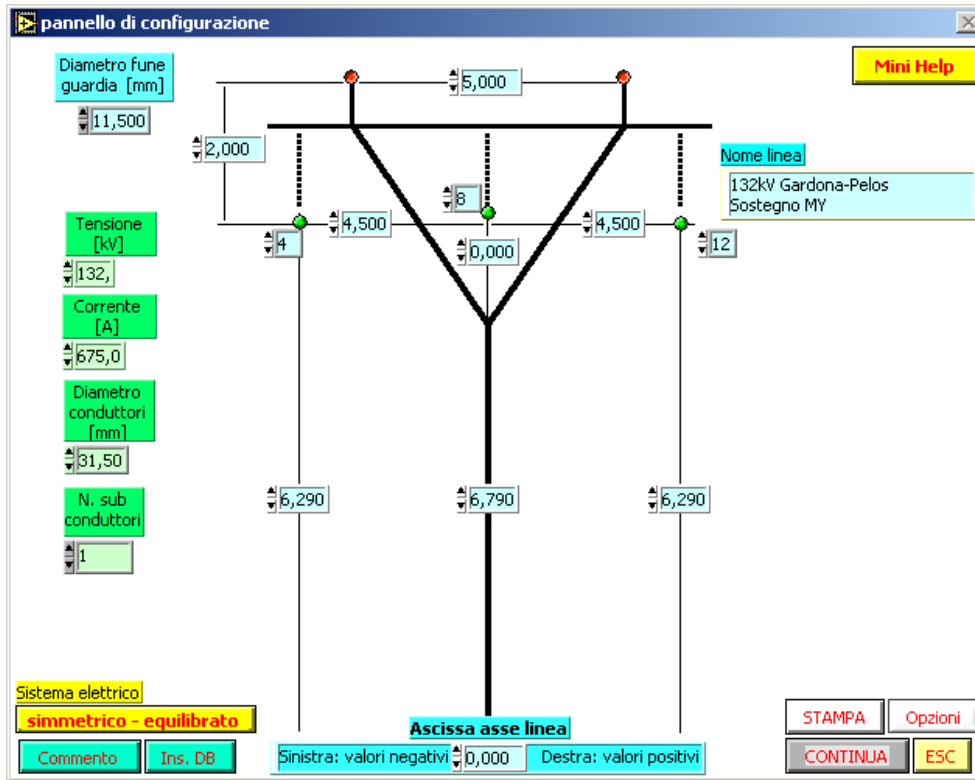 pannello di configurazione
Diametro fune
guardia [mm]
11,500
5,000
Mini Help
2,000
Nome linea
132kV Gardona-Pelos
Sostegno MY
8
4
4,500
4,500
12
0,000
Tensione
[kV]
132,
Corrente
[A]
675,0
Diametro
conduttori
[mm]
31,50
N. sub
conduttori
1
6,290
6,790
6,290
Sistema elettrico
simmetrico - equilibrato
Commento
Ins. DB
Ascissa asse linea
Sinistra: valori negativi
0,000
Destra: valori positivi
STAMPA
Opzioni
CONTINUA
ESC